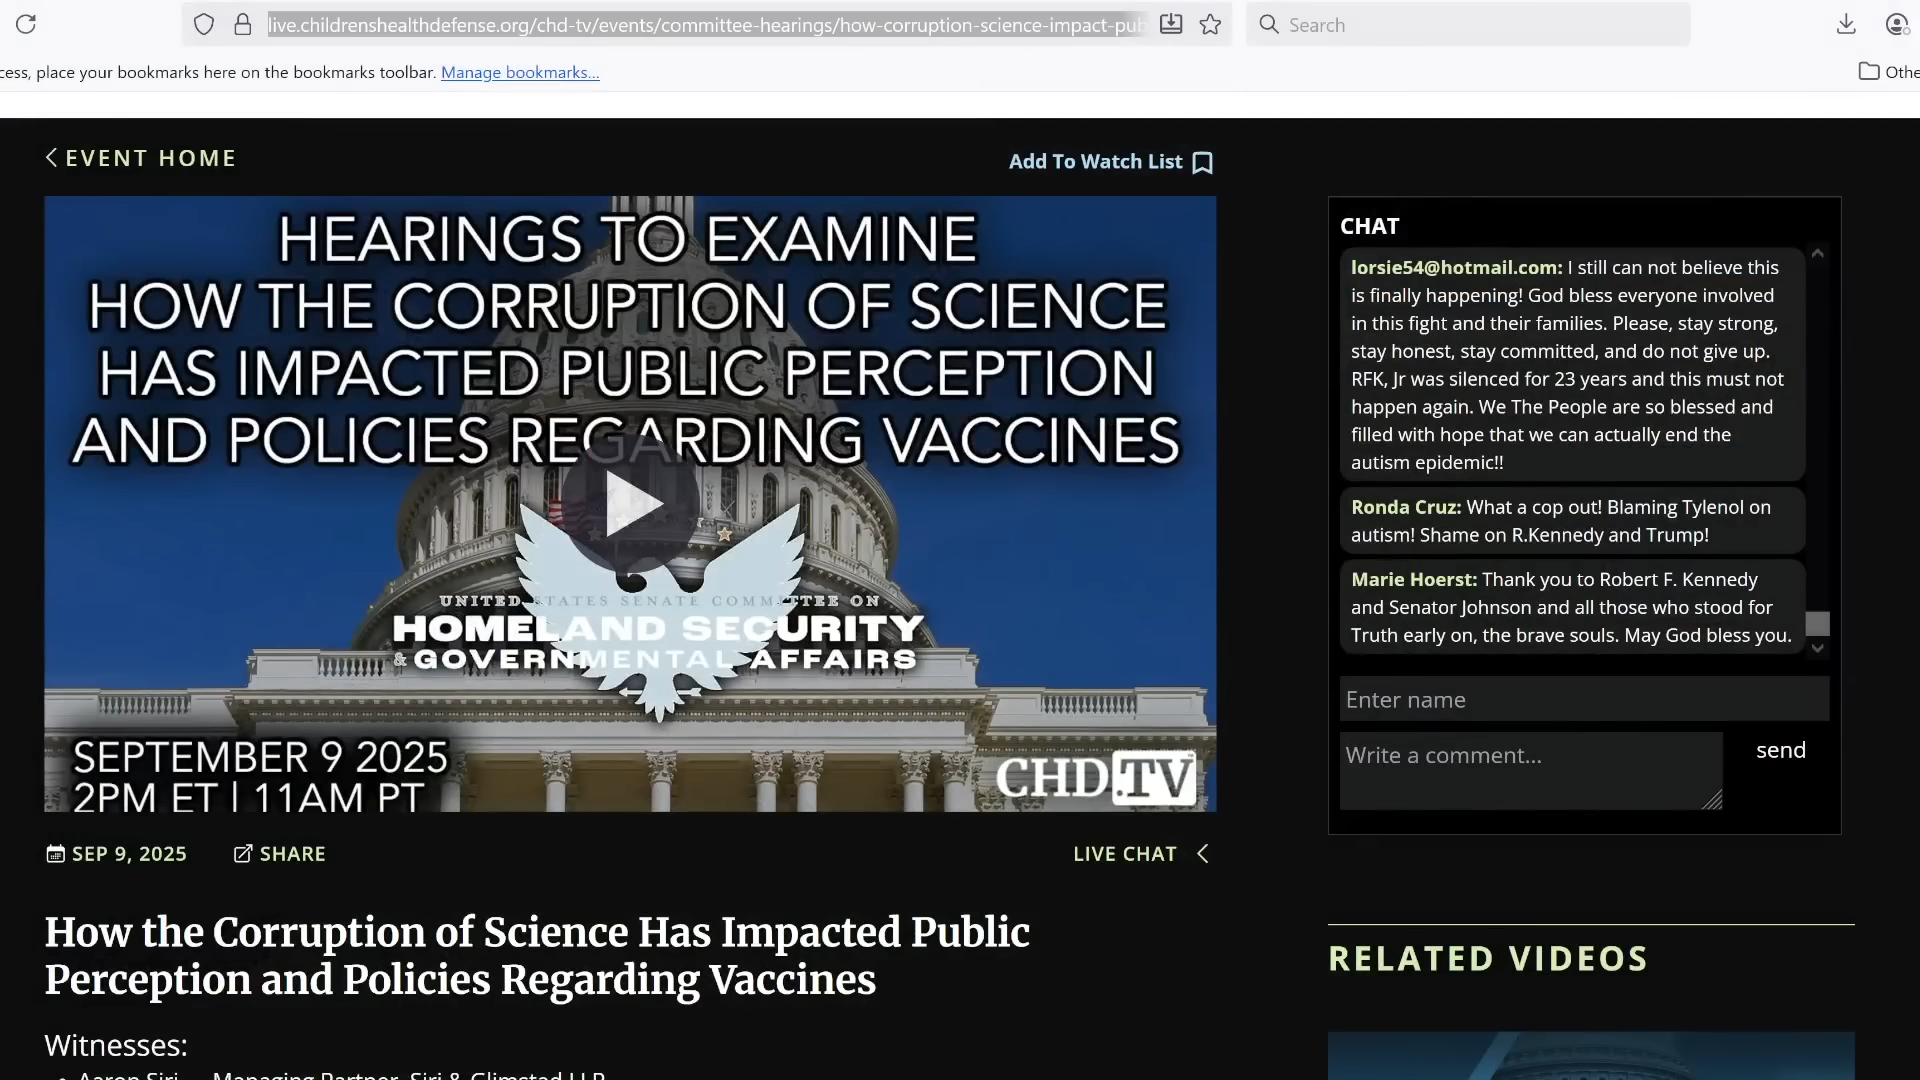 live.childrenshealthdefense.org/chd-tv/events/committee-hearings/how-corruption-science-impact-pub
Search
cess, place your bookmarks here on the bookmarks toolbar. Manage bookmarks...
Othe
EVENT HOME
Add To Watch List
HEARINGS TO EXAMINE
HOW THE CORRUPTION OF SCIENCE
HAS IMPACTED PUBLIC PERCEPTION
AND POLICIES REGARDING VACCINES
UNITED STATES SENATE COMMITTEE ON
HOMELAND SECURITY
& GOVERNMENTAL AFFAIRS
SEPTEMBER 9 2025
2PM ET | 11AM PT
CHD.TV
SEP 9, 2025
SHARE
LIVE CHAT
How the Corruption of Science Has Impacted Public
Perception and Policies Regarding Vaccines
Witnesses:
Aaron Siri — Managing Partner, Siri & Glimstad LLP
CHAT
lorsie54@hotmail.com: I still can not believe this
is finally happening! God bless everyone involved
in this fight and their families. Please, stay strong,
stay honest, stay committed, and do not give up.
RFK, Jr was silenced for 23 years and this must not
happen again. We The People are so blessed and
filled with hope that we can actually end the
autism epidemic!!
Ronda Cruz: What a cop out! Blaming Tylenol on
autism! Shame on R.Kennedy and Trump!
Marie Hoerst: Thank you to Robert F. Kennedy
and Senator Johnson and all those who stood for
Truth early on, the brave souls. May God bless you.
Enter name
Write a comment...
send
RELATED VIDEOS